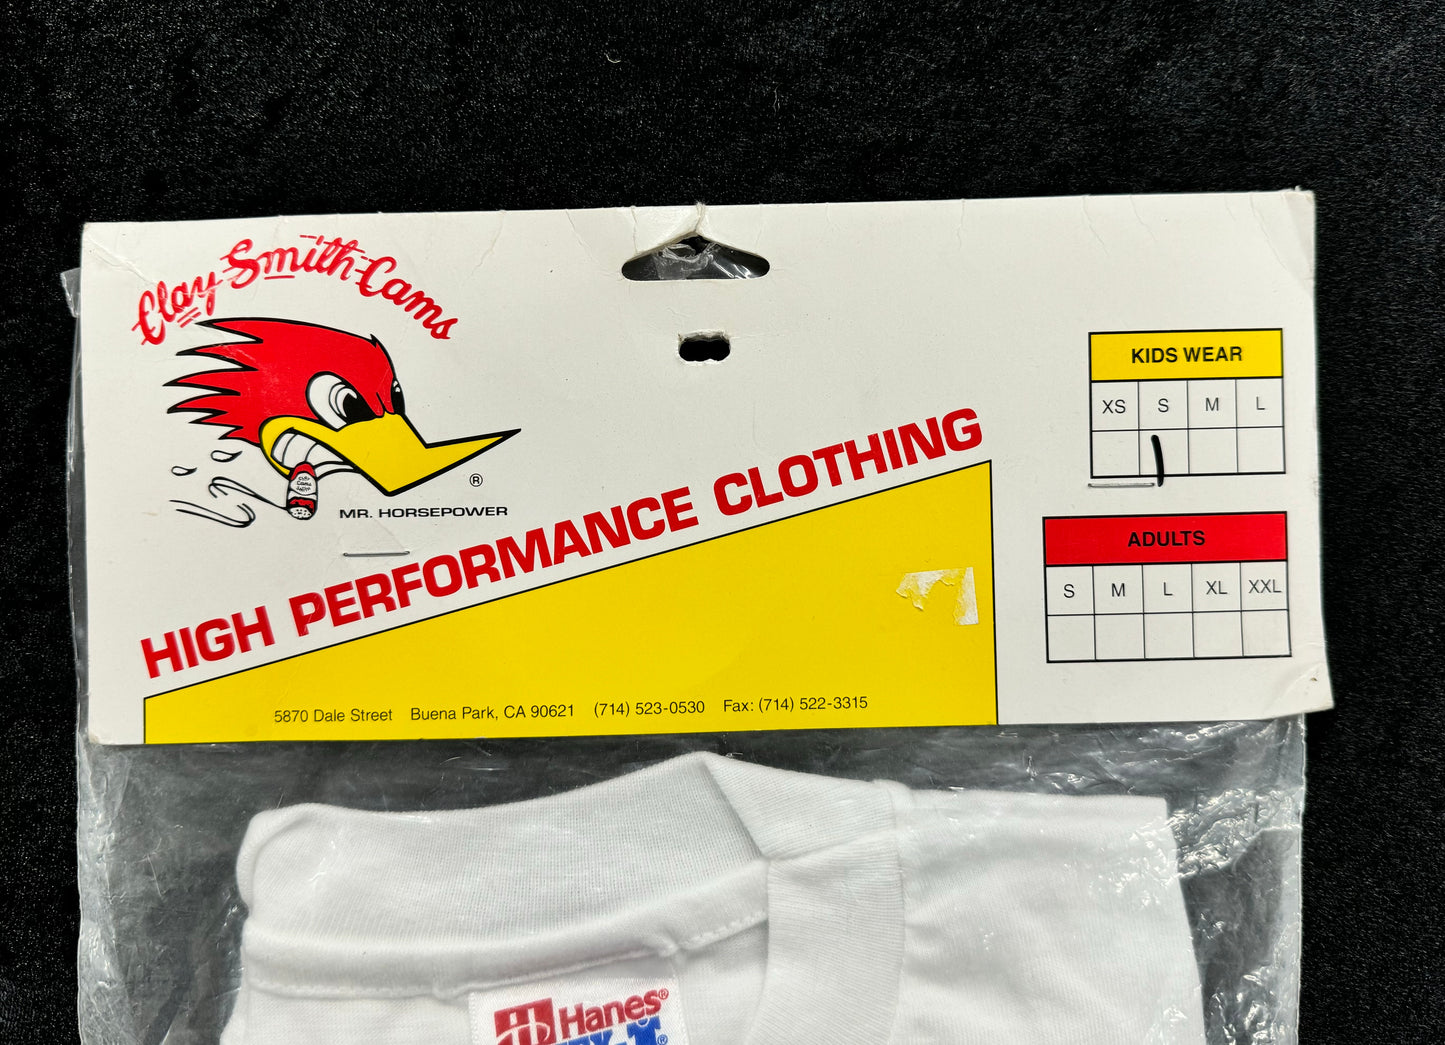 Clay Smith Cams
®
MR. HORSEPOWER
HIGH PERFORMANCE CLOTHING
5870 Dale Street Buena Park, CA 90621 (714) 523-0530 Fax: (714) 522-3315
KIDS WEAR
XS S M L
ADULTS
S M L XL XXL
Hanes®